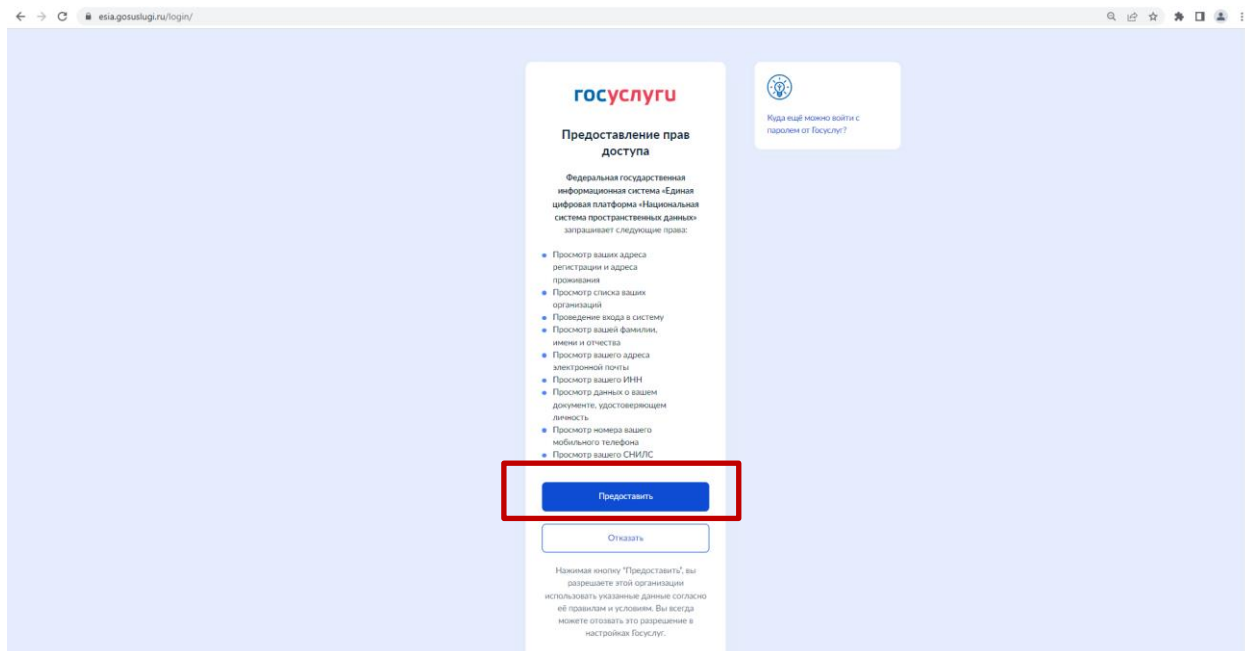 esia.gosuslugi.ru/login/
госуслуги
Предоставление прав
доступа
Федеральная государственная
информационная система «Единая
цифровая платформа «Национальная
система пространственных данных»
запрашивает следующие права:
Просмотр ваших адреса
регистрации и адреса
проживания
Просмотр списка ваших
организаций
Проведение входа в систему
Просмотр вашей фамилии,
имени и отчества
Просмотр вашего адреса
электронной почты
Просмотр вашего ИНН
Просмотр данных о вашем
документе, удостоверяющем
личность
Просмотр номера вашего
мобильного телефона
Просмотр вашего СНИЛС
Предоставить
Отказать
Нажимая кнопку "Предоставить", вы
разрешаете этой организации
использовать указанные данные согласно
её правилам и условиям. Вы всегда
можете отозвать это разрешение в
настройках Госуслуг.
Куда ещё можно войти с
паролем от Госуслуг?